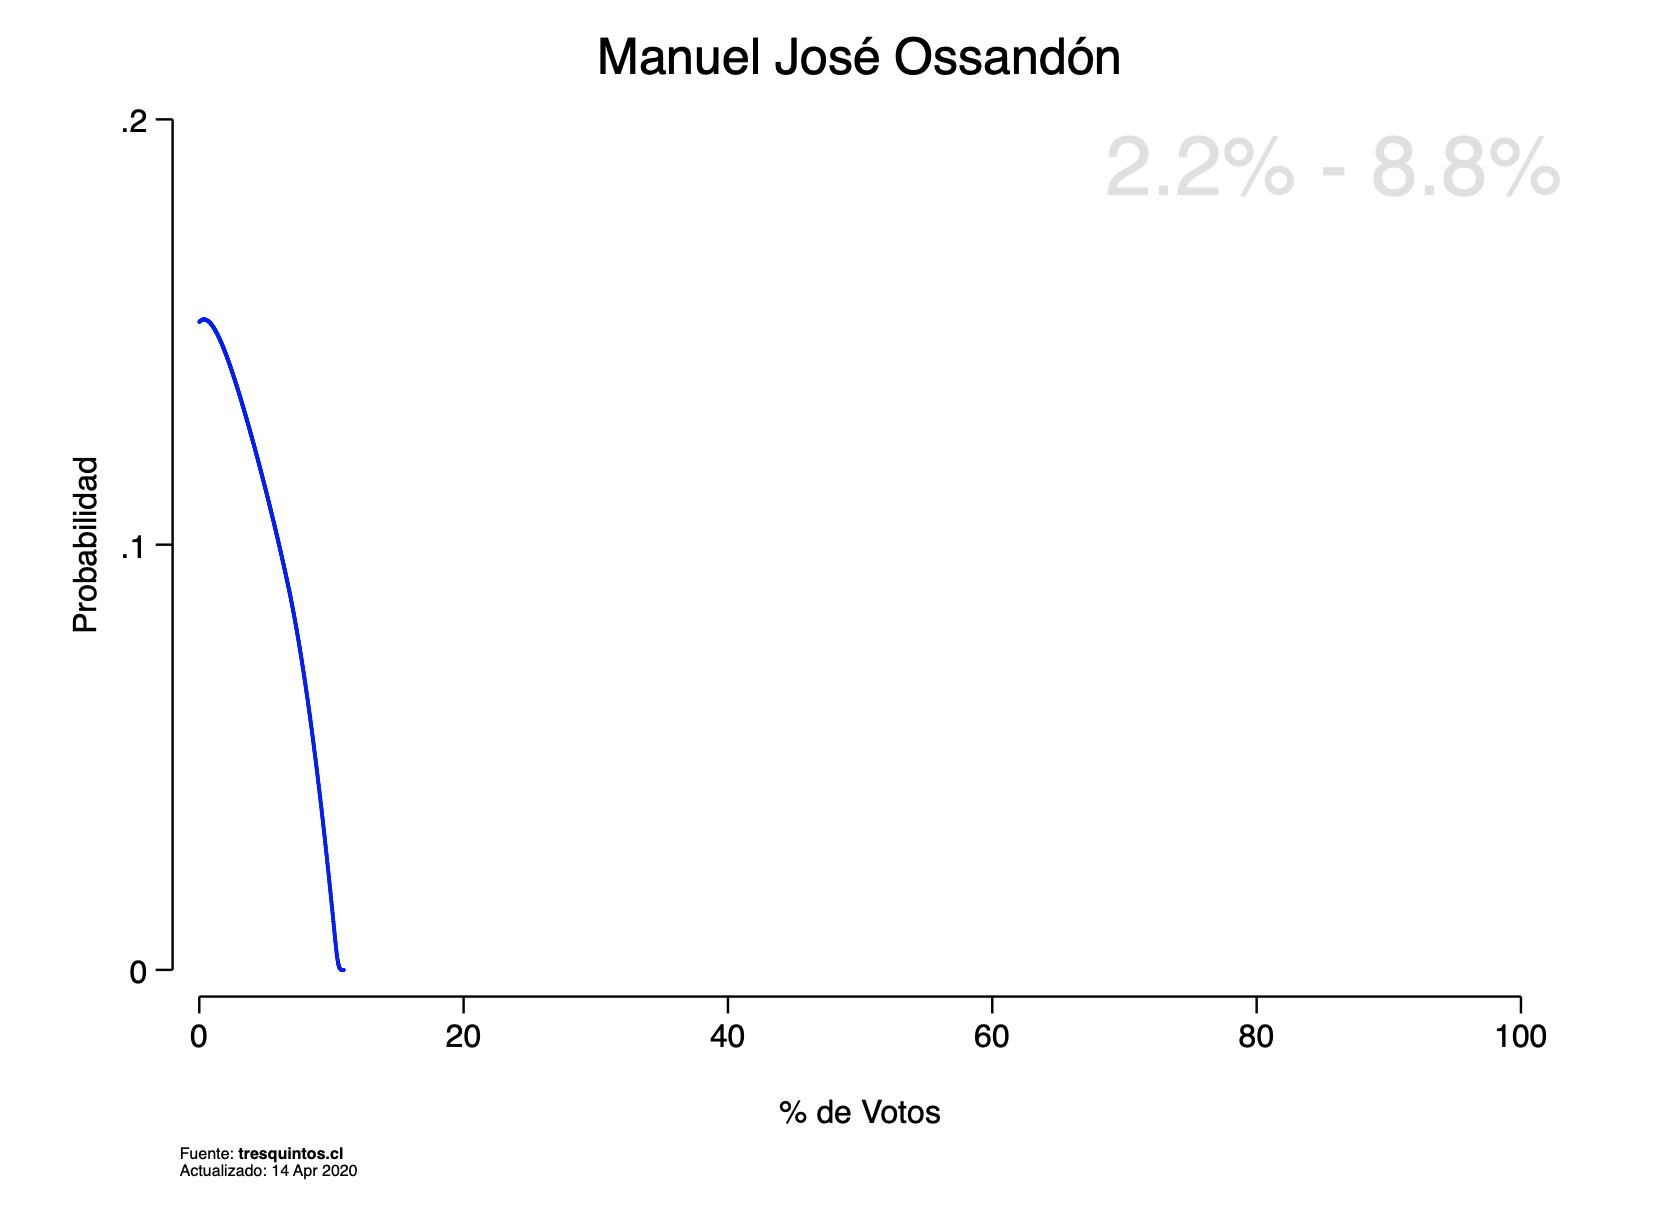 Manuel José Ossandón
2.2% - 8.8%
.2
.1
0
Probabilidad
0 20 40 60 80 100
% de Votos
Fuente: tresquintos.cl
Actualizado: 14 Apr 2020